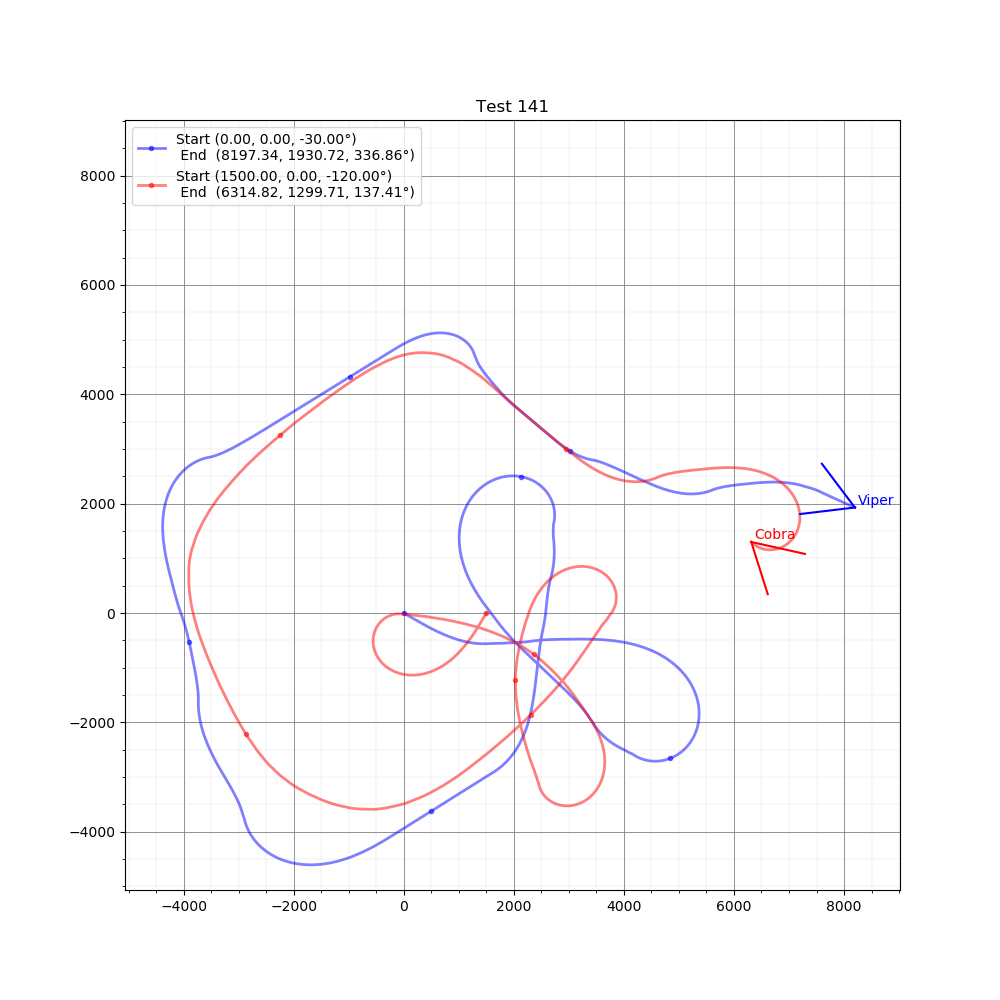 Test 141
Start (0.00, 0.00, -30.00°)
End (8197.34, 1930.72, 336.86°)
Start (1500.00, 0.00, -120.00°)
End (6314.82, 1299.71, 137.41°)
8000
6000
4000
2000
0
−2000
−4000
Viper
Cobra
−4000 −2000 0 2000 4000 6000 8000